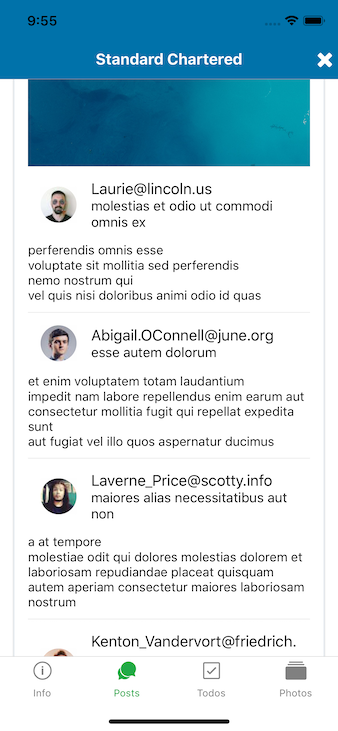 9:55
Standard Chartered
Laurie@lincoln.us
molestias et odio ut commodi
omnis ex
perferendis omnis esse
voluptate sit mollitia sed perferendis
nemo nostrum qui
vel quis nisi doloribus animi odio id quas
Abigail.OConnell@june.org
esse autem dolorum
et enim voluptatem totam laudantium
impedit nam labore repellendus enim earum aut
consectetur mollitia fugit qui repellat expedita
sunt
aut fugiat vel illo quos aspernatur ducimus
Laverne_Price@scotty.info
maiores alias necessitatibus aut
non
a at tempore
molestiae odit qui dolores molestias dolorem et
laboriosam repudiandae placeat quisquam
autem aperiam consectetur maiores laboriosam
nostrum
Kenton_Vandervort@friedrich.
Info
Posts
Todos
Photos